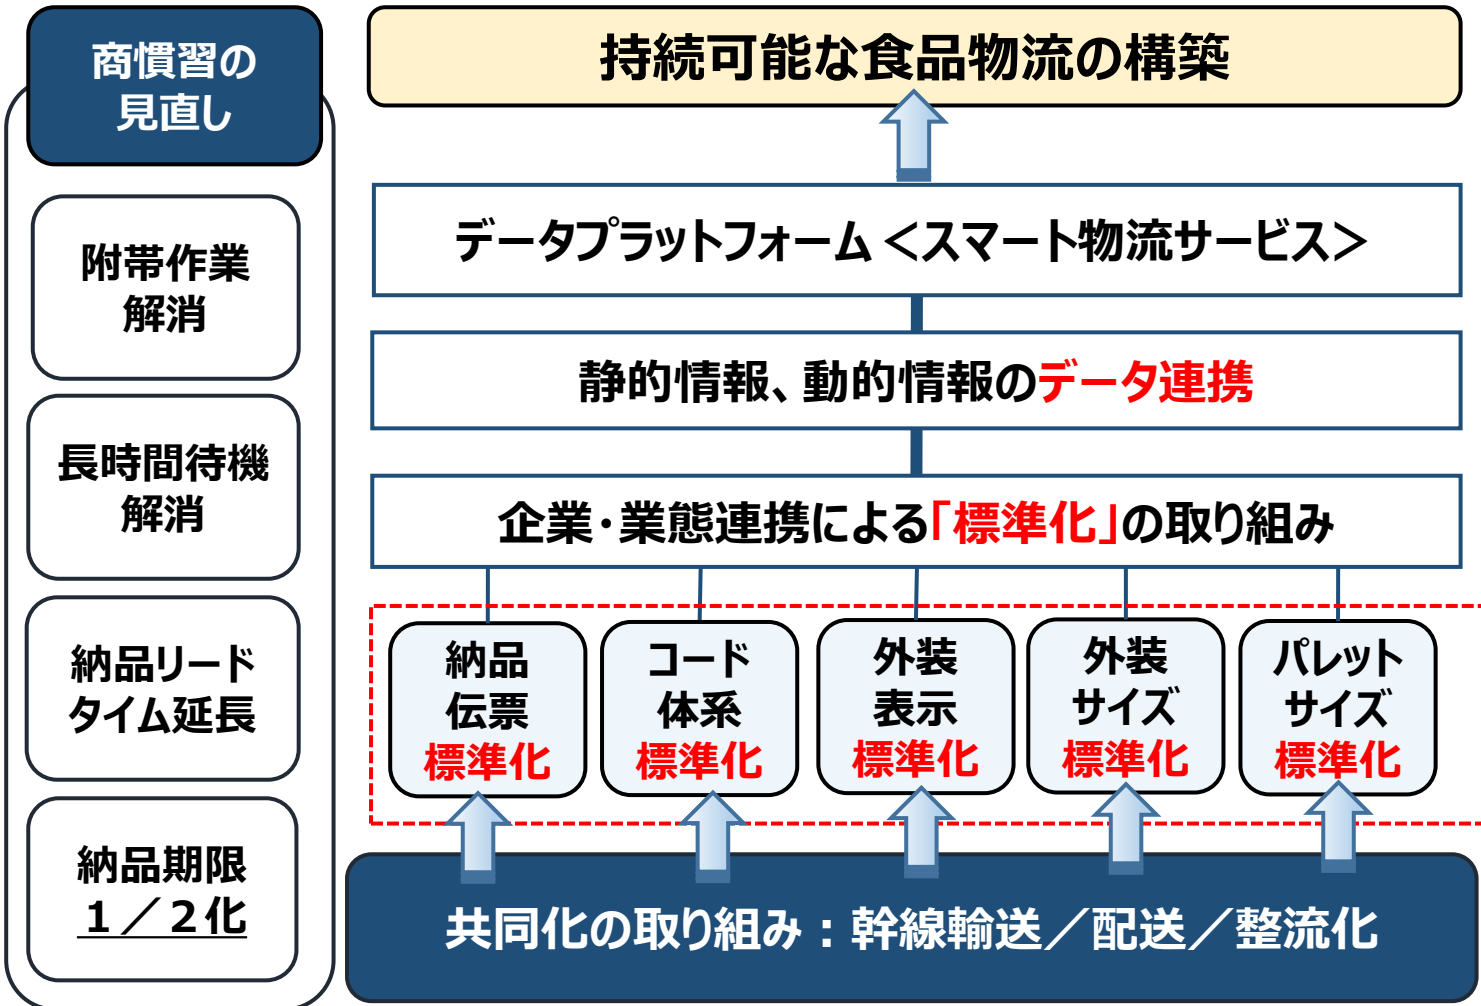 商慣習の
見直し
附帯作業
解消
長時間待機
解消
納品リード
タイム延長
納品期限
１／２化
持続可能な食品物流の構築
データプラットフォーム＜スマート物流サービス＞
静的情報、動的情報のデータ連携
企業・業態連携による「標準化」の取り組み
納品
伝票
標準化
コード
体系
標準化
外装
表示
標準化
外装
サイズ
標準化
パレット
サイズ
標準化
共同化の取り組み：幹線輸送／配送／整流化